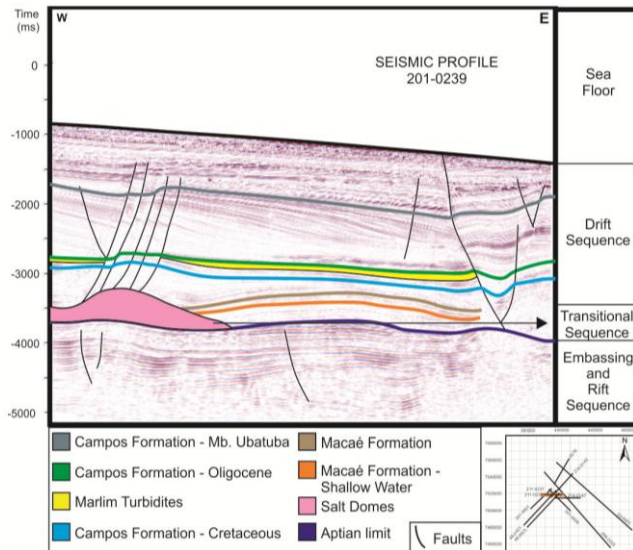 Time
(ms)
W
E
SEISMIC PROFILE
201-0239
0
-1000
-2000
-3000
-4000
-5000
Sea
Floor
Drift
Sequence
Transitional
Sequence
Embassing
and
Rift
Sequence
Campos Formation - Mb. Ubatuba
Campos Formation - Oligocene
Marlim Turbidites
Campos Formation - Cretaceous
Macaé Formation
Macaé Formation -
Shallow Water
Salt Domes
Aptian limit
Faults
N